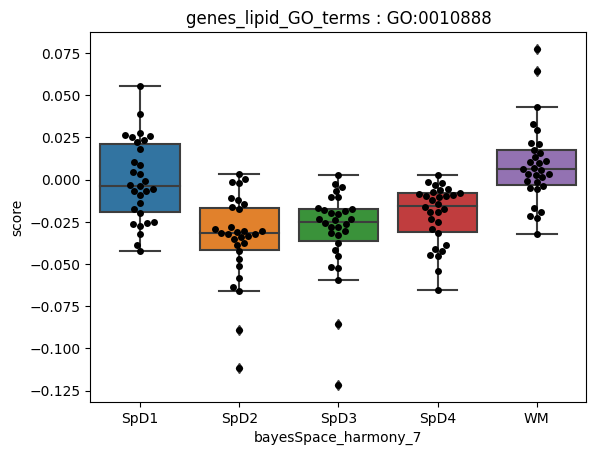 genes_lipid_GO_terms : GO:0010888
0.075
0.050
0.025
0.000
−0.025
−0.050
−0.075
−0.100
−0.125
score
SpD1 SpD2 SpD3 SpD4 WM
bayesSpace_harmony_7